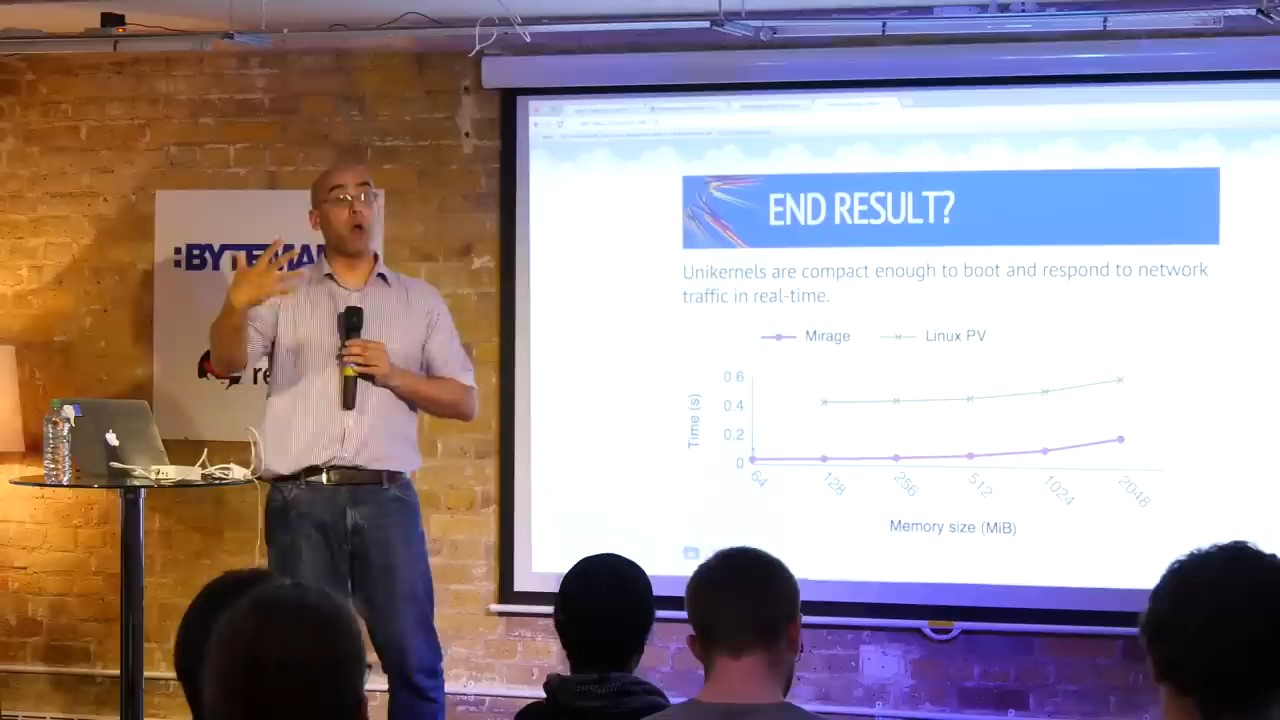 :BYTEMA
re
END RESULT?
Unikernels are compact enough to boot and respond to network
traffic in real-time.
Mirage
Linux PV
0.6
0.4
0.2
0
Time (s)
64
128
256
512
1024
2048
Memory size (MiB)